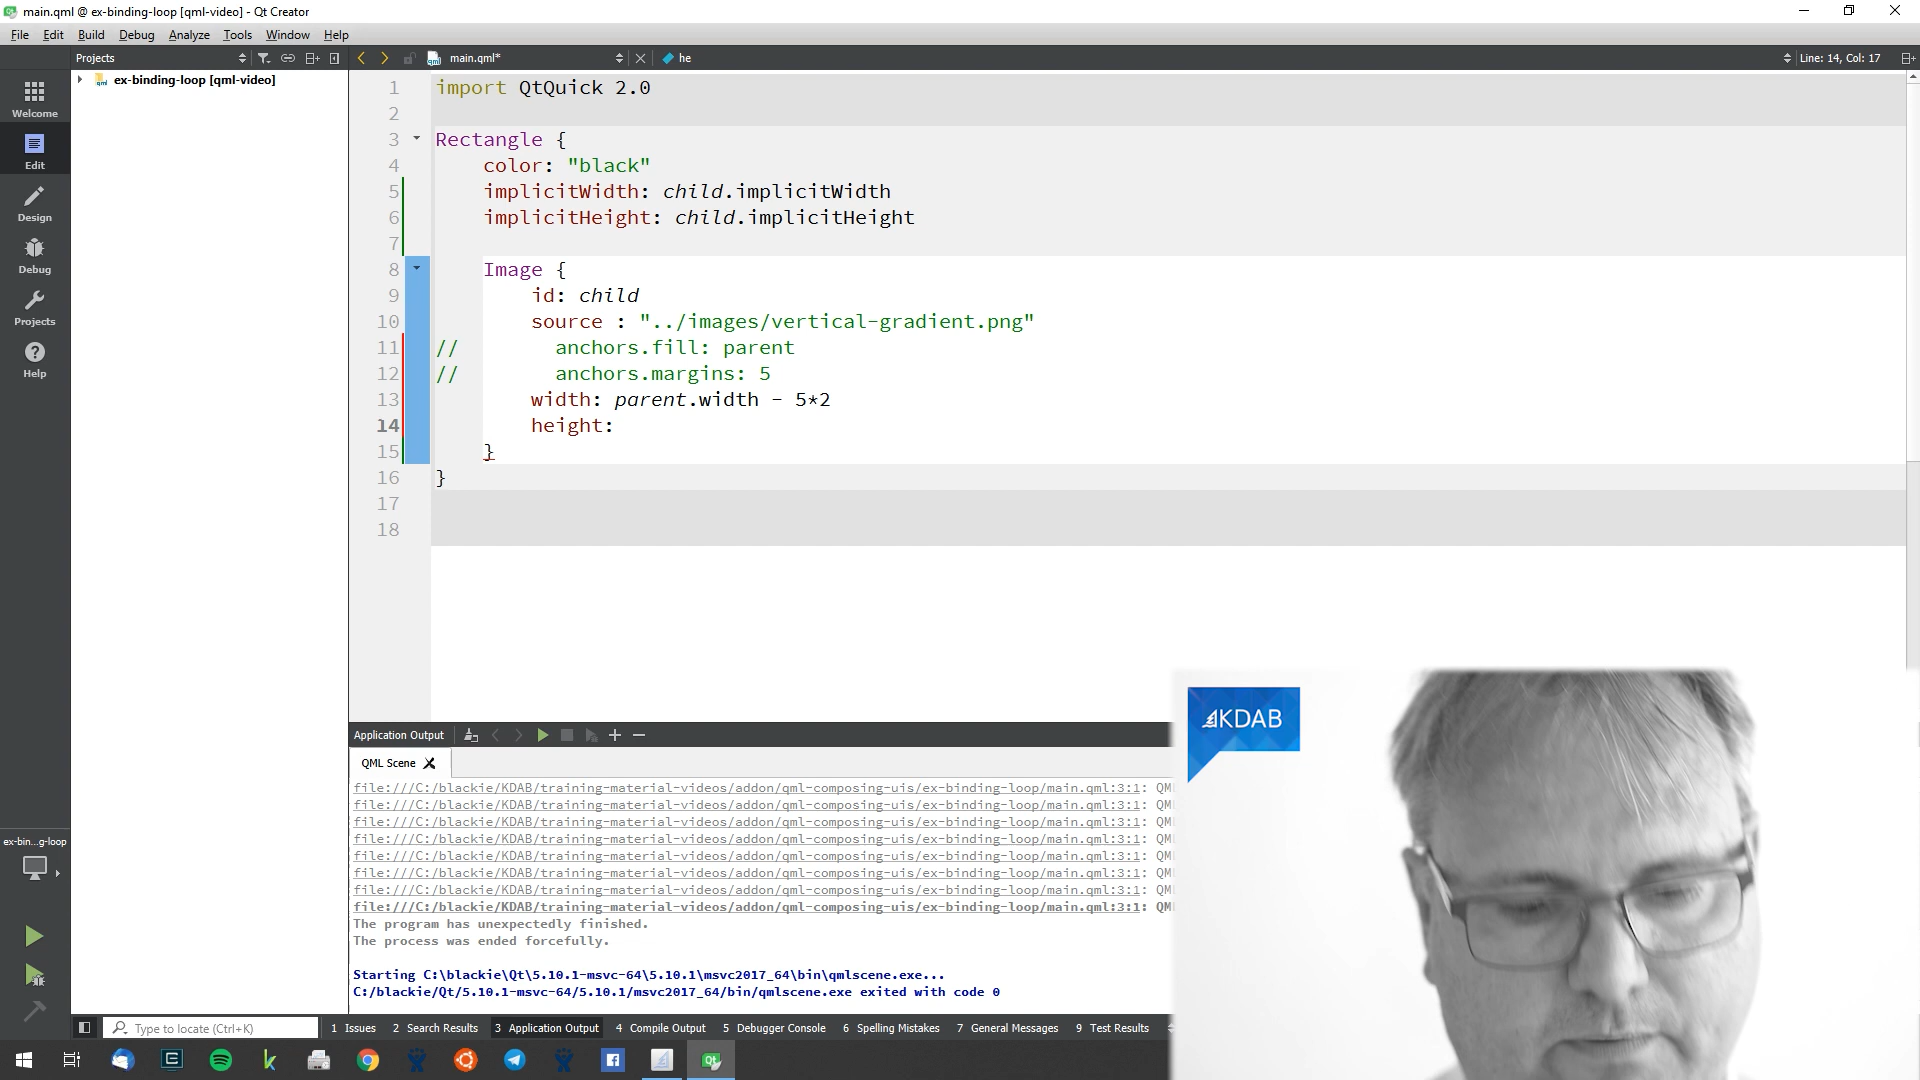 main.qml @ ex-binding-loop [qml-video] - Qt Creator
File Edit Build Debug Analyze Tools Window Help
Projects main.qml* he Line: 14, Col: 17
ex-binding-loop [qml-video]
Welcome
Edit
Design
Debug
Projects
Help
ex-bin...g-loop
1 import QtQuick 2.0
2
3 Rectangle {
4 color: "black"
5 implicitWidth: child.implicitWidth
6 implicitHeight: child.implicitHeight
7
8 Image {
9 id: child
10 source : "../images/vertical-gradient.png"
11 // anchors.fill: parent
12 // anchors.margins: 5
13 width: parent.width - 5*2
14 height:
15 }
16 }
17
18
Application Output
QML Scene
file:///C:/blackie/KDAB/training-material-videos/addon/qml-composing-uis/ex-binding-loop/main.qml:3:1: QM
file:///C:/blackie/KDAB/training-material-videos/addon/qml-composing-uis/ex-binding-loop/main.qml:3:1: QM
file:///C:/blackie/KDAB/training-material-videos/addon/qml-composing-uis/ex-binding-loop/main.qml:3:1: QM
file:///C:/blackie/KDAB/training-material-videos/addon/qml-composing-uis/ex-binding-loop/main.qml:3:1: QM
file:///C:/blackie/KDAB/training-material-videos/addon/qml-composing-uis/ex-binding-loop/main.qml:3:1: QM
file:///C:/blackie/KDAB/training-material-videos/addon/qml-composing-uis/ex-binding-loop/main.qml:3:1: QM
file:///C:/blackie/KDAB/training-material-videos/addon/qml-composing-uis/ex-binding-loop/main.qml:3:1: QM
file:///C:/blackie/KDAB/training-material-videos/addon/qml-composing-uis/ex-binding-loop/main.qml:3:1: QM
The program has unexpectedly finished.
The process was ended forcefully.
Starting C:\blackie\Qt\5.10.1-msvc-64\5.10.1\msvc2017_64\bin\qmlscene.exe...
C:/blackie/Qt/5.10.1-msvc-64/5.10.1/msvc2017_64/bin/qmlscene.exe exited with code 0
KDAB
Type to locate (Ctrl+K) 1 Issues 2 Search Results 3 Application Output 4 Compile Output 5 Debugger Console 6 Spelling Mistakes 7 General Messages 9 Test Results
Qt